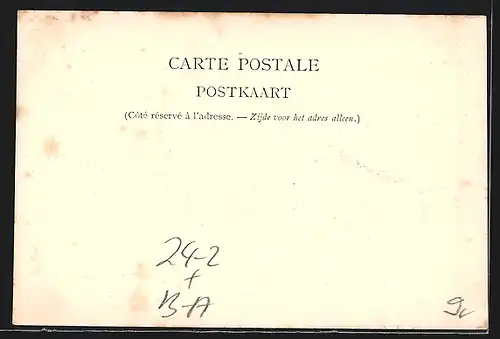 CARTE POSTALE
POSTKAART
(Côté réservé à l'adresse. — Zijde voor het adres alleen.)
24-2
+
B-A